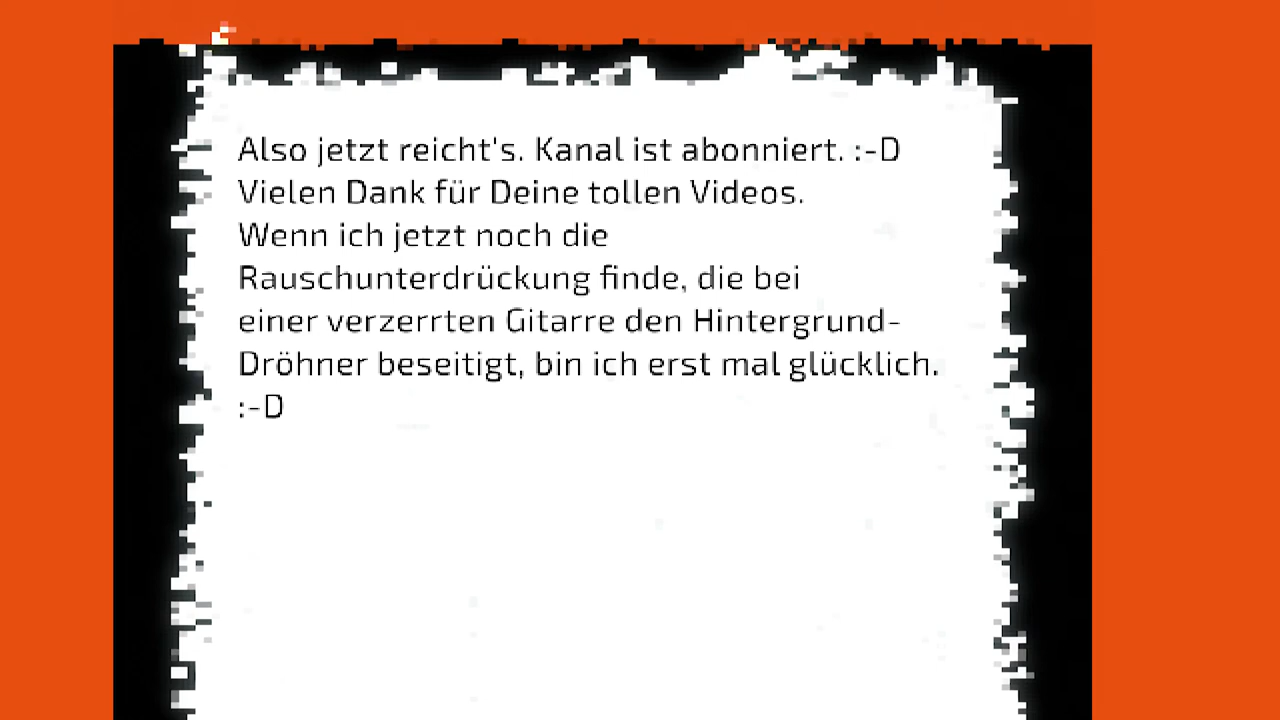 Also jetzt reicht's. Kanal ist abonniert. :-D
Vielen Dank für Deine tollen Videos.
Wenn ich jetzt noch die
Rauschunterdrückung finde, die bei
einer verzerrten Gitarre den Hintergrund-
Dröhner beseitigt, bin ich erst mal glücklich.
:-D